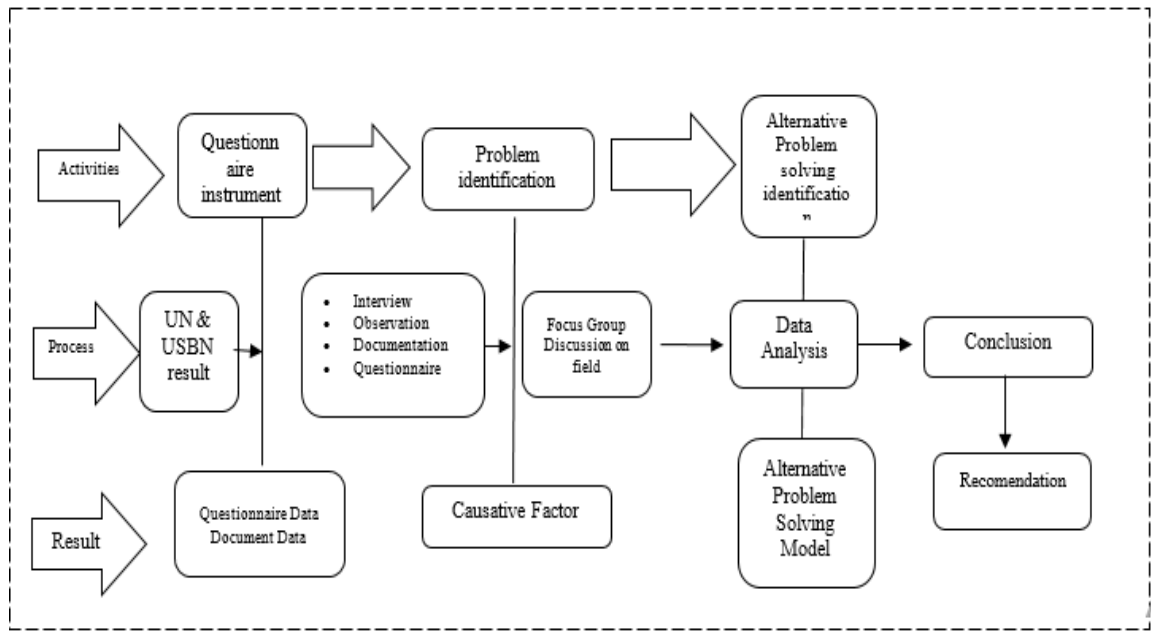 Activities
Questionn
aire
instrument
Problem
identification
Alternative
Problem
solving
identificatio
n
Process
UN &
USBN
result
• Interview
• Observation
• Documentation
• Questionnaire
Focus Group
Discussion on
field
Data
Analysis
Conclusion
Result
Questionnaire Data
Document Data
Causative Factor
Alternative
Problem
Solving
Model
Recomendation